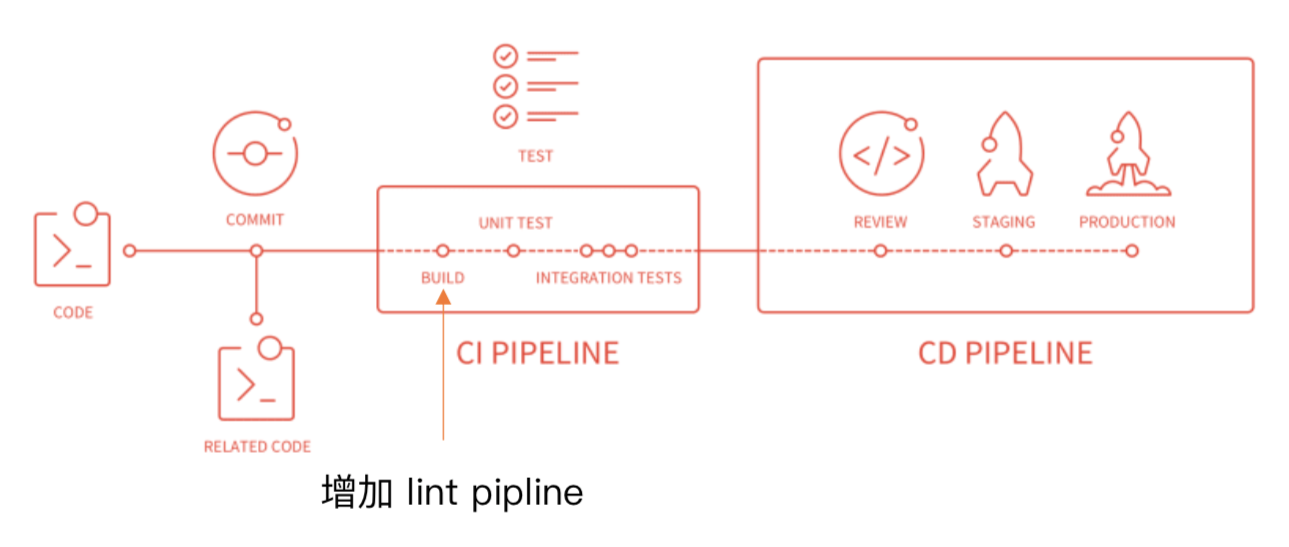 TEST
COMMIT
UNIT TEST
REVIEW
STAGING
PRODUCTION
BUILD
INTEGRATION TESTS
CODE
CI PIPELINE
CD PIPELINE
RELATED CODE
增加 lint pipline